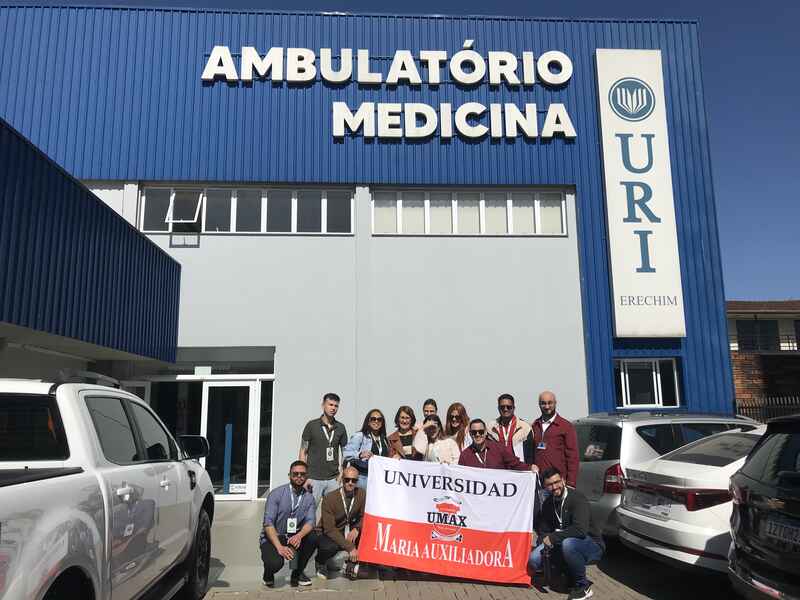 AMBULATÓRIO
MEDICINA
URI
ERECHIM
UNIVERSIDAD
UMAX
MARIA AUXILIADORA